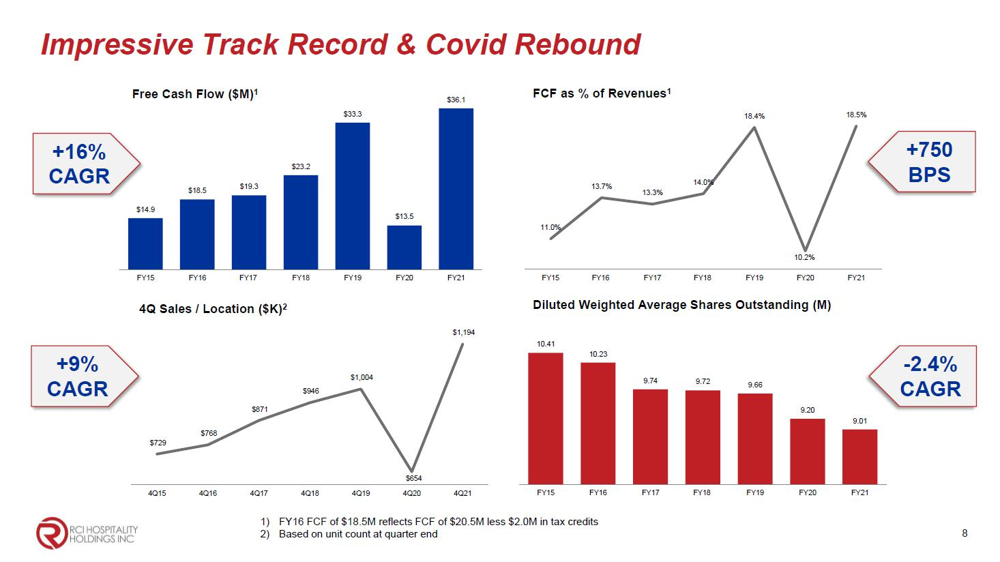 Impressive Track Record & Covid Rebound
Free Cash Flow ($M)¹
+16%
CAGR
$14.9
$18.5
$19.3
$23.2
$33.3
$13.5
$36.1
FY15 FY16 FY17 FY18 FY19 FY20 FY21
FCF as % of Revenues¹
11.0%
13.7%
13.3%
14.0%
18.4%
10.2%
18.5%
FY15 FY16 FY17 FY18 FY19 FY20 FY21
+750
BPS
4Q Sales / Location ($K)²
+9%
CAGR
$729
$768
$871
$946
$1,004
$654
$1,194
4Q15 4Q16 4Q17 4Q18 4Q19 4Q20 4Q21
Diluted Weighted Average Shares Outstanding (M)
10.41
10.23
9.74
9.72
9.66
9.20
9.01
FY15 FY16 FY17 FY18 FY19 FY20 FY21
-2.4%
CAGR
RCI HOSPITALITY
HOLDINGS INC
1) FY16 FCF of $18.5M reflects FCF of $20.5M less $2.0M in tax credits
2) Based on unit count at quarter end
8